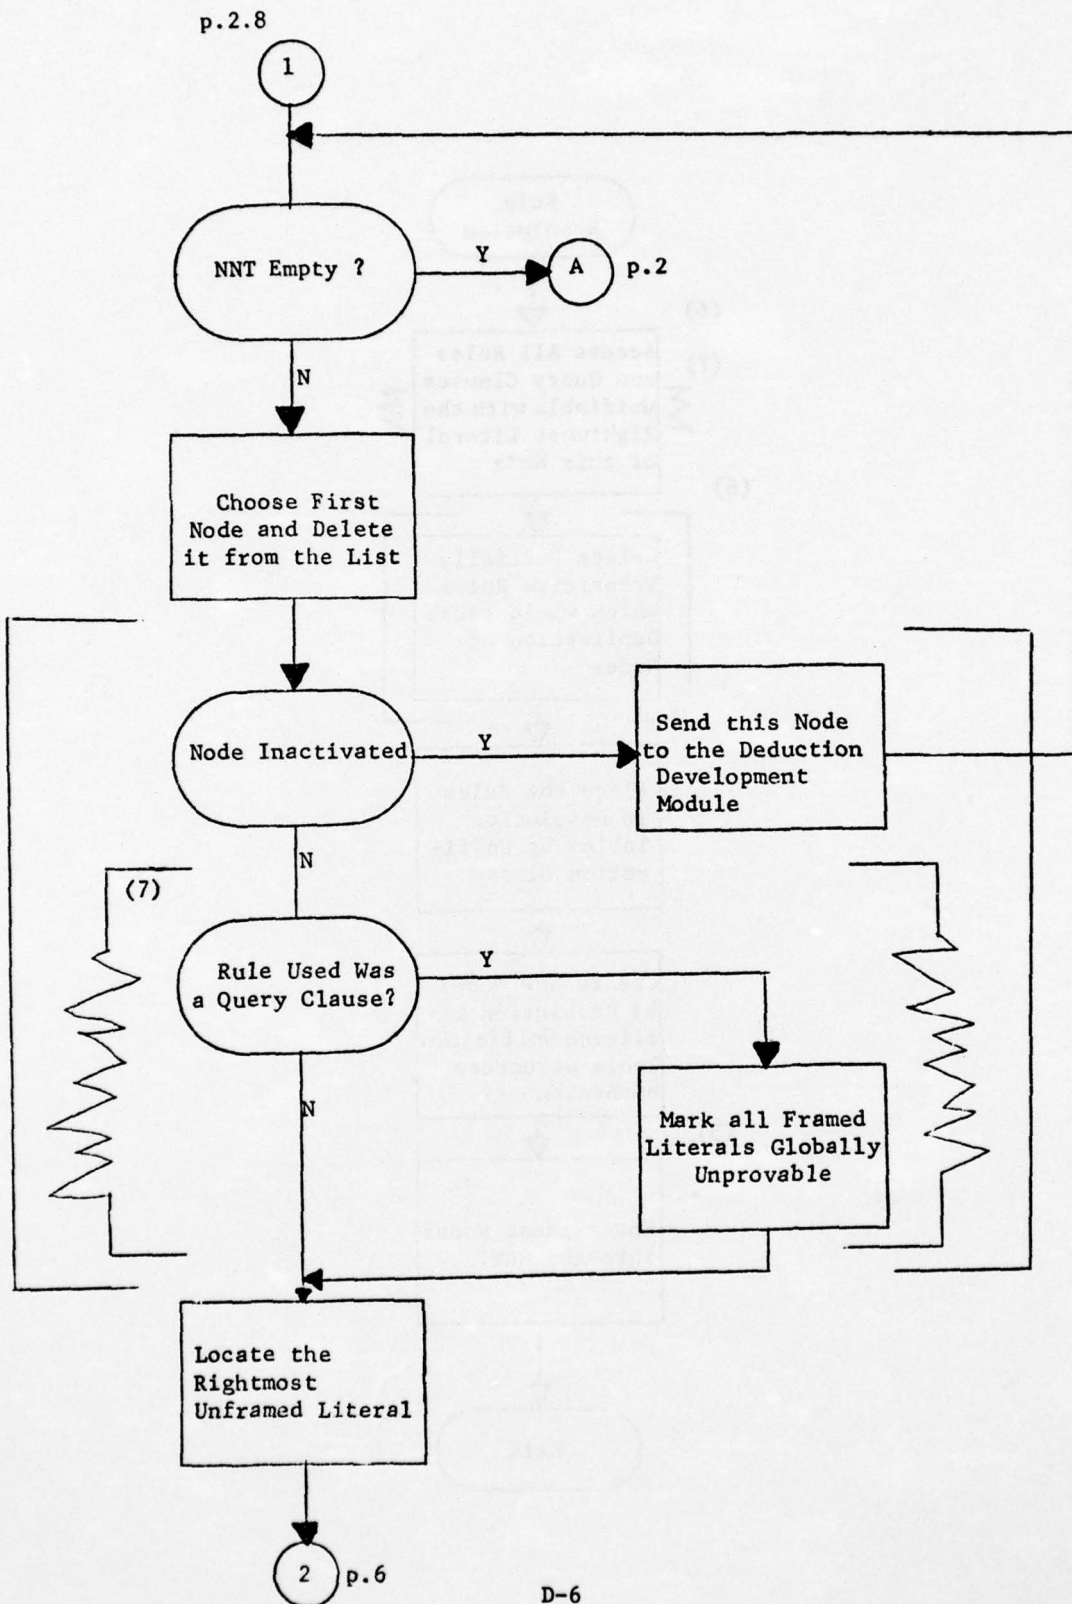 p.2.8
1
NNT Empty ?
Y
A
p.2
N
Choose First
Node and Delete
it from the List
Node Inactivated
Y
Send this Node
to the Deduction
Development
Module
N
(7)
Rule Used Was
a Query Clause?
Y
N
Mark all Framed
Literals Globally
Unprovable
Locate the
Rightmost
Unframed Literal
2
p.6
D-6